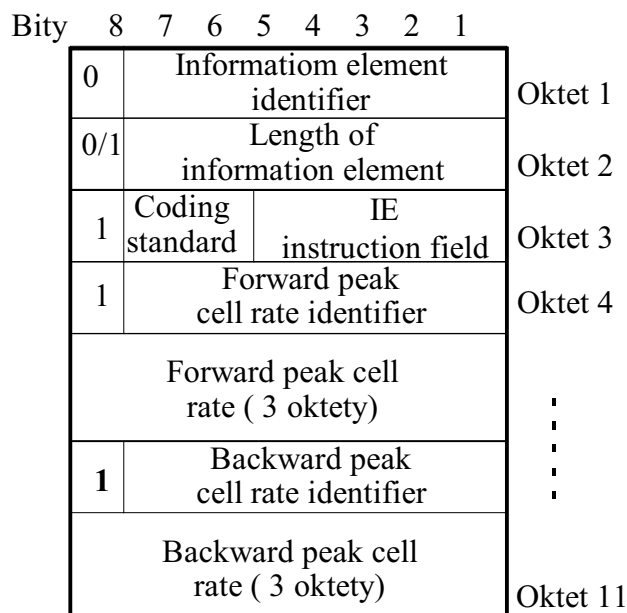 Bity 8 7 6 5 4 3 2 1
0 Informatiom element
identifier
Oktet 1
0/1 Length of
information element
Oktet 2
1 Coding
standard
IE
instruction field
Oktet 3
1 Forward peak
cell rate identifier
Oktet 4
Forward peak cell
rate ( 3 oktety)
1 Backward peak
cell rate identifier
Backward peak cell
rate ( 3 oktety)
Oktet 11